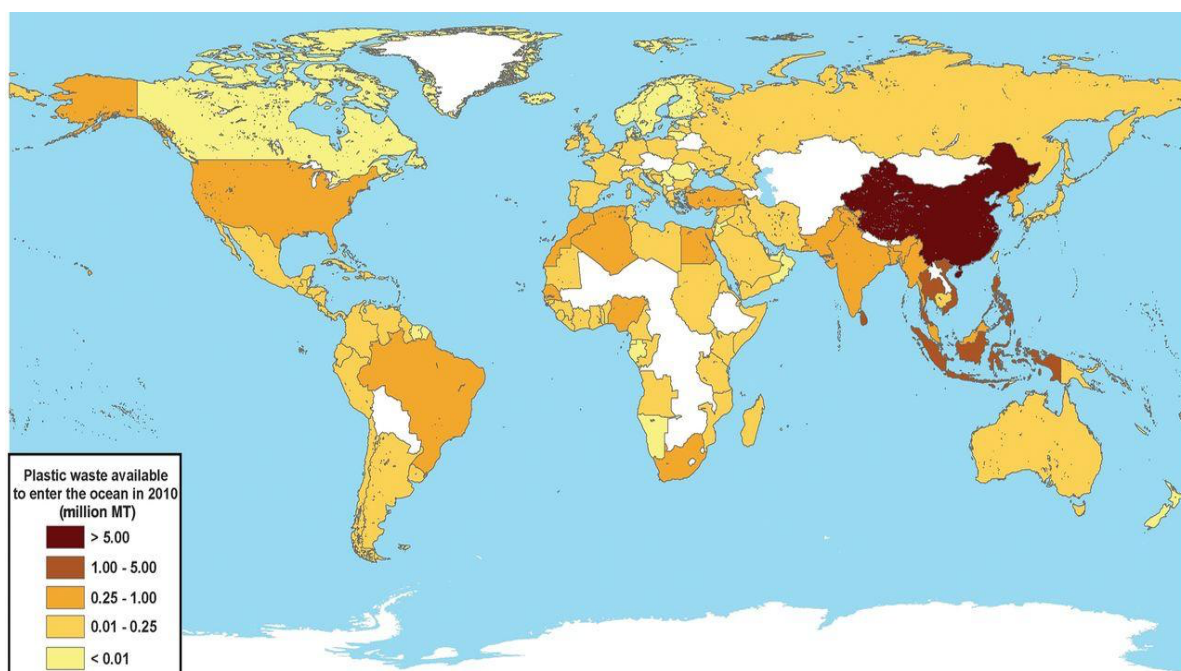 Plastic waste available
to enter the ocean in 2010
(million MT)
> 5.00
1.00 - 5.00
0.25 - 1.00
0.01 - 0.25
< 0.01